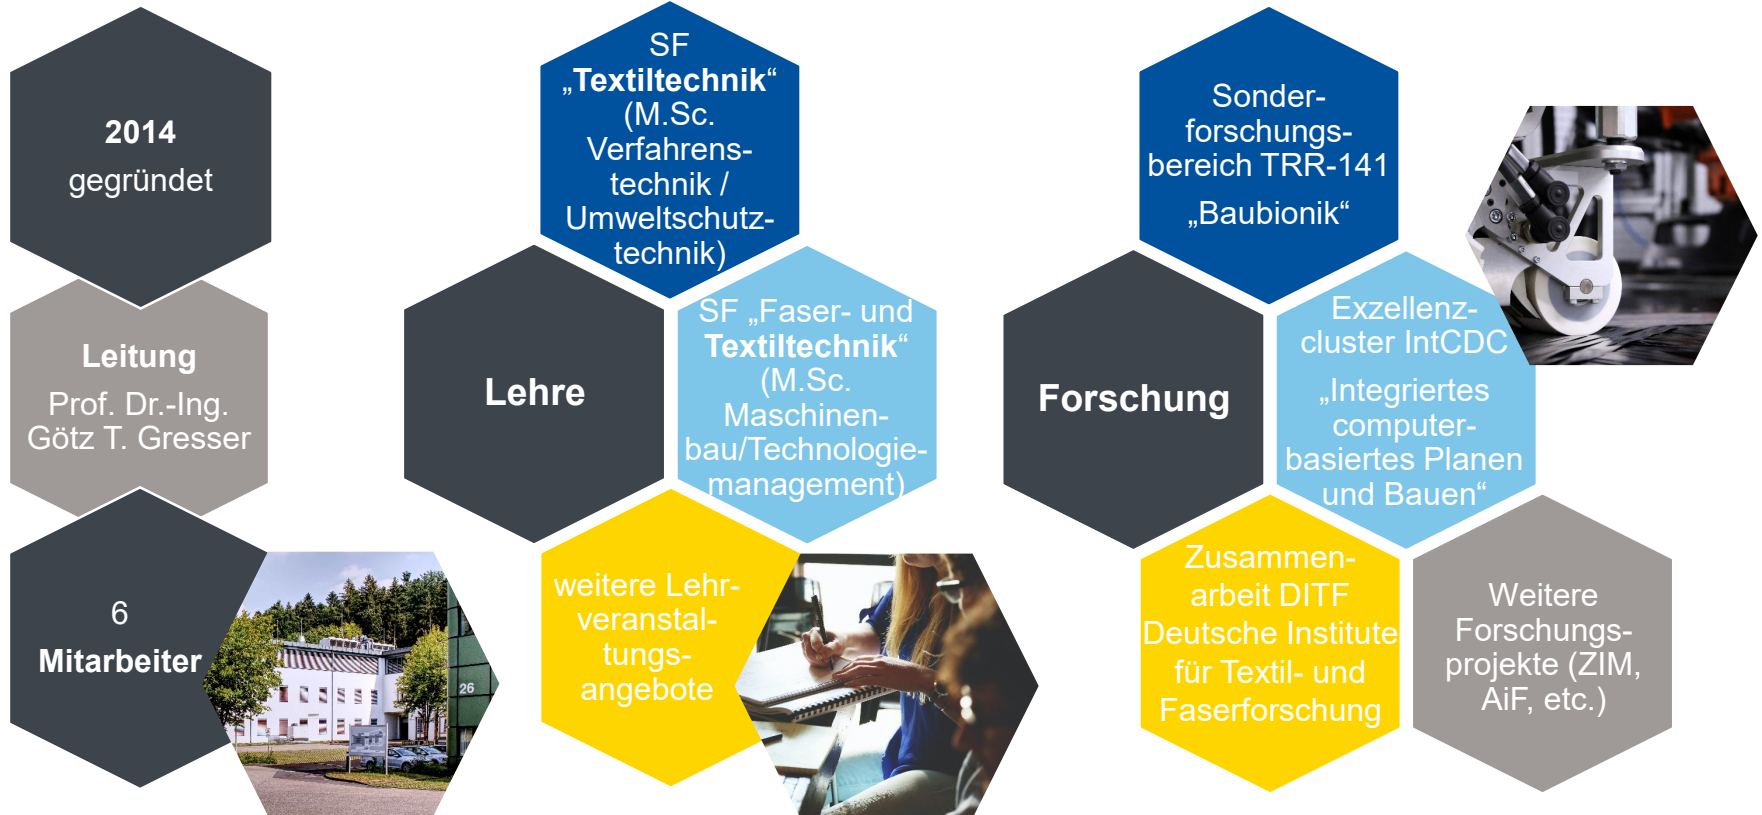 2014
gegründet
Leitung
Prof. Dr.-Ing.
Götz T. Gresser
6
Mitarbeiter
26
SF
„Textiltechnik“
(M.Sc.
Verfahrens-
technik /
Umweltschutz-
technik)
Lehre
SF „Faser- und
Textiltechnik“
(M.Sc.
Maschinen-
bau/Technologie-
management)
weitere Lehr-
veranstal-
tungs-
angebote
Sonder-
forschungs-
bereich TRR-141
„Baubionik“
Forschung
Exzellenz-
cluster IntCDC
„Integriertes
computer-
basiertes Planen
und Bauen“
Zusammen-
arbeit DITF
Deutsche Institute
für Textil- und
Faserforschung
Weitere
Forschungs-
projekte (ZIM,
AiF, etc.)